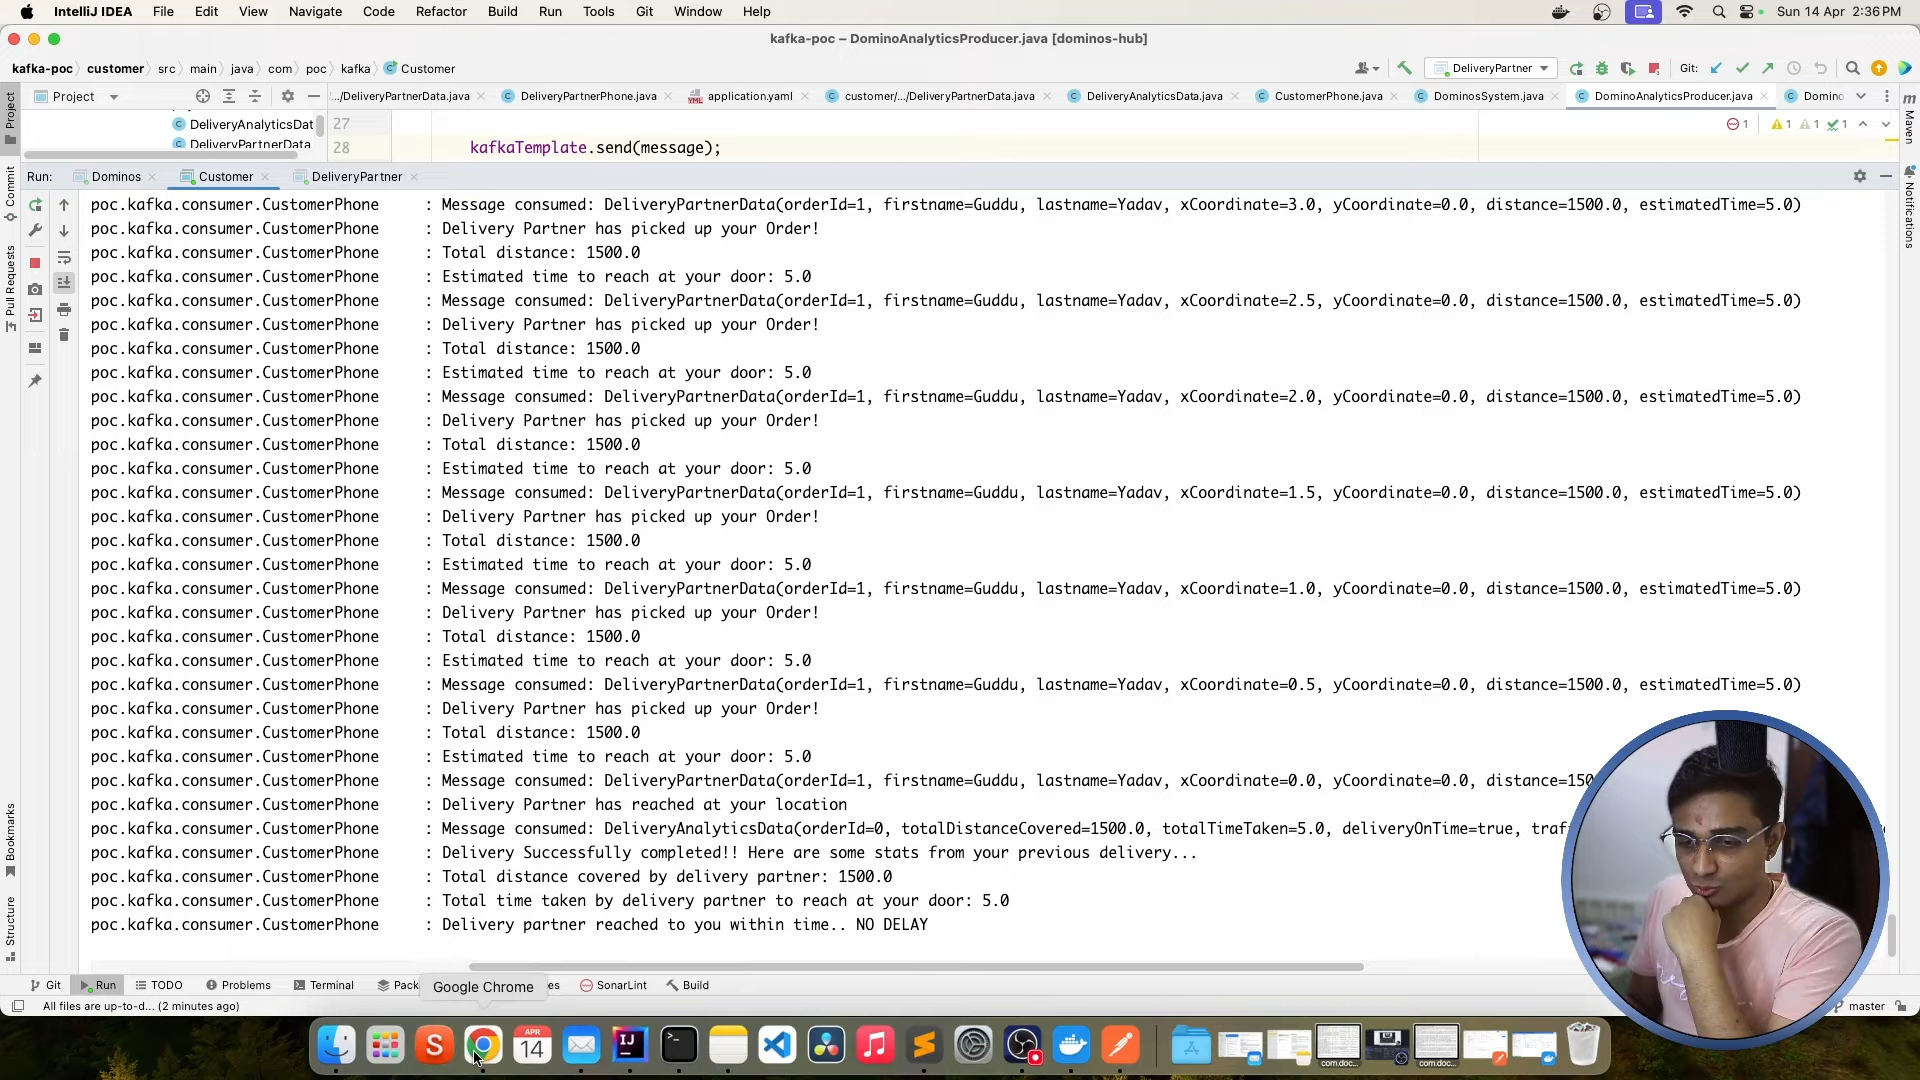 IntelliJ IDEA File Edit View Navigate Code Refactor Build Run Tools Git Window Help Sun 14 Apr 2:36 PM
kafka-poc – DominoAnalyticsProducer.java [dominos-hub]
kafka-poc customer src main java com poc kafka Customer DeliveryPartner Git:
Project .../DeliveryPartnerData.java DeliveryPartnerPhone.java application.yaml customer/.../DeliveryPartnerData.java DeliveryAnalyticsData.java CustomerPhone.java DominosSystem.java DominoAnalyticsProducer.java Domino
DeliveryAnalyticsDat 27 1 1 1 1
DeliveryPartnerData 28 kafkaTemplate.send(message);
Run: Dominos Customer DeliveryPartner
poc.kafka.consumer.CustomerPhone : Message consumed: DeliveryPartnerData(orderId=1, firstname=Guddu, lastname=Yadav, xCoordinate=3.0, yCoordinate=0.0, distance=1500.0, estimatedTime=5.0)
poc.kafka.consumer.CustomerPhone : Delivery Partner has picked up your Order!
poc.kafka.consumer.CustomerPhone : Total distance: 1500.0
poc.kafka.consumer.CustomerPhone : Estimated time to reach at your door: 5.0
poc.kafka.consumer.CustomerPhone : Message consumed: DeliveryPartnerData(orderId=1, firstname=Guddu, lastname=Yadav, xCoordinate=2.5, yCoordinate=0.0, distance=1500.0, estimatedTime=5.0)
poc.kafka.consumer.CustomerPhone : Delivery Partner has picked up your Order!
poc.kafka.consumer.CustomerPhone : Total distance: 1500.0
poc.kafka.consumer.CustomerPhone : Estimated time to reach at your door: 5.0
poc.kafka.consumer.CustomerPhone : Message consumed: DeliveryPartnerData(orderId=1, firstname=Guddu, lastname=Yadav, xCoordinate=2.0, yCoordinate=0.0, distance=1500.0, estimatedTime=5.0)
poc.kafka.consumer.CustomerPhone : Delivery Partner has picked up your Order!
poc.kafka.consumer.CustomerPhone : Total distance: 1500.0
poc.kafka.consumer.CustomerPhone : Estimated time to reach at your door: 5.0
poc.kafka.consumer.CustomerPhone : Message consumed: DeliveryPartnerData(orderId=1, firstname=Guddu, lastname=Yadav, xCoordinate=1.5, yCoordinate=0.0, distance=1500.0, estimatedTime=5.0)
poc.kafka.consumer.CustomerPhone : Delivery Partner has picked up your Order!
poc.kafka.consumer.CustomerPhone : Total distance: 1500.0
poc.kafka.consumer.CustomerPhone : Estimated time to reach at your door: 5.0
poc.kafka.consumer.CustomerPhone : Message consumed: DeliveryPartnerData(orderId=1, firstname=Guddu, lastname=Yadav, xCoordinate=1.0, yCoordinate=0.0, distance=1500.0, estimatedTime=5.0)
poc.kafka.consumer.CustomerPhone : Delivery Partner has picked up your Order!
poc.kafka.consumer.CustomerPhone : Total distance: 1500.0
poc.kafka.consumer.CustomerPhone : Estimated time to reach at your door: 5.0
poc.kafka.consumer.CustomerPhone : Message consumed: DeliveryPartnerData(orderId=1, firstname=Guddu, lastname=Yadav, xCoordinate=0.5, yCoordinate=0.0, distance=1500.0, estimatedTime=5.0)
poc.kafka.consumer.CustomerPhone : Delivery Partner has picked up your Order!
poc.kafka.consumer.CustomerPhone : Total distance: 1500.0
poc.kafka.consumer.CustomerPhone : Estimated time to reach at your door: 5.0
poc.kafka.consumer.CustomerPhone : Message consumed: DeliveryPartnerData(orderId=1, firstname=Guddu, lastname=Yadav, xCoordinate=0.0, yCoordinate=0.0, distance=150
poc.kafka.consumer.CustomerPhone : Delivery Partner has reached at your location
poc.kafka.consumer.CustomerPhone : Message consumed: DeliveryAnalyticsData(orderId=0, totalDistanceCovered=1500.0, totalTimeTaken=5.0, deliveryOnTime=true, traf
poc.kafka.consumer.CustomerPhone : Delivery Successfully completed!! Here are some stats from your previous delivery...
poc.kafka.consumer.CustomerPhone : Total distance covered by delivery partner: 1500.0
poc.kafka.consumer.CustomerPhone : Total time taken by delivery partner to reach at your door: 5.0
poc.kafka.consumer.CustomerPhone : Delivery partner reached to you within time.. NO DELAY
Project
Commit
Pull Requests
Bookmarks
Structure
Maven
Notifications
Git Run TODO Problems Terminal Pack Google Chrome es SonarLint Build
All files are up-to-d... (2 minutes ago) master
APR
14
IJ
com.doc...
com.doc...